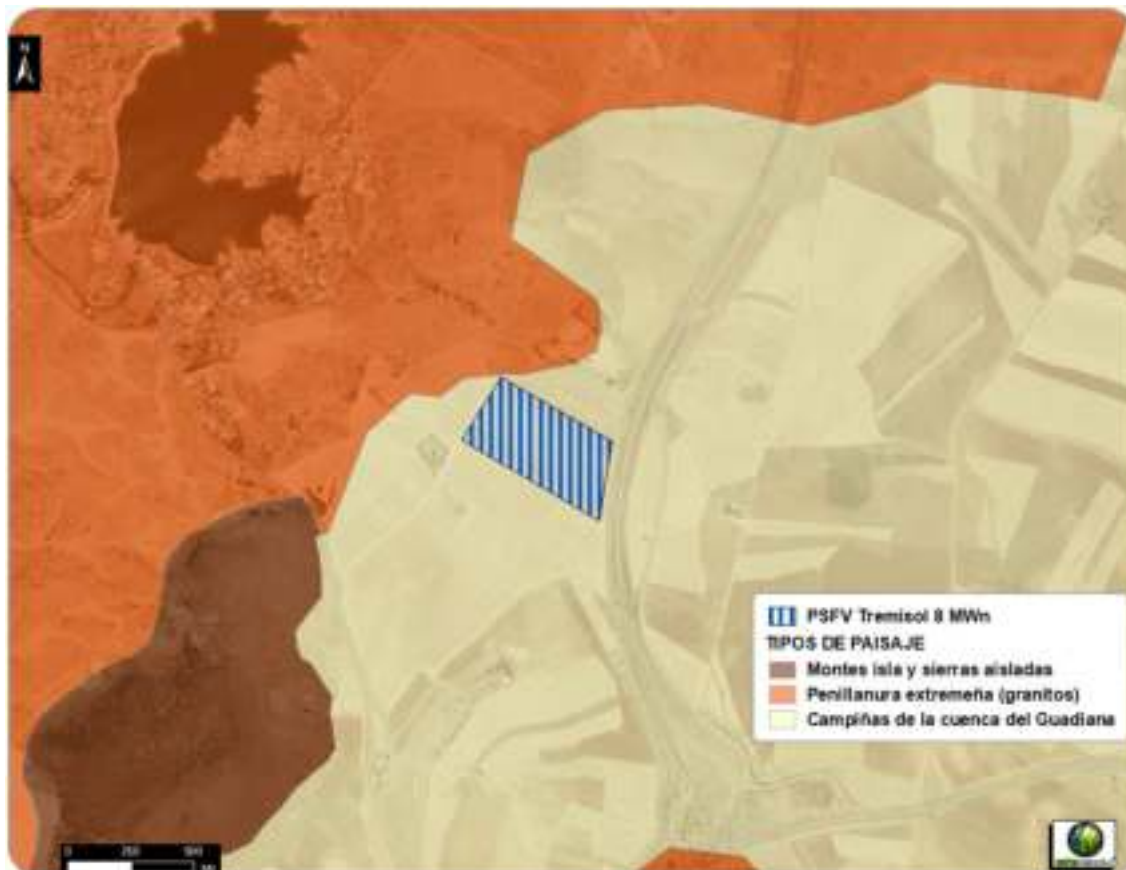 N
PSFV Tremisol 8 MWn
TIPOS DE PAISAJE
Montes isla y sierras aisladas
Penillanura extremeña (granitos)
Campiñas de la cuenca del Guadiana
0 250 500